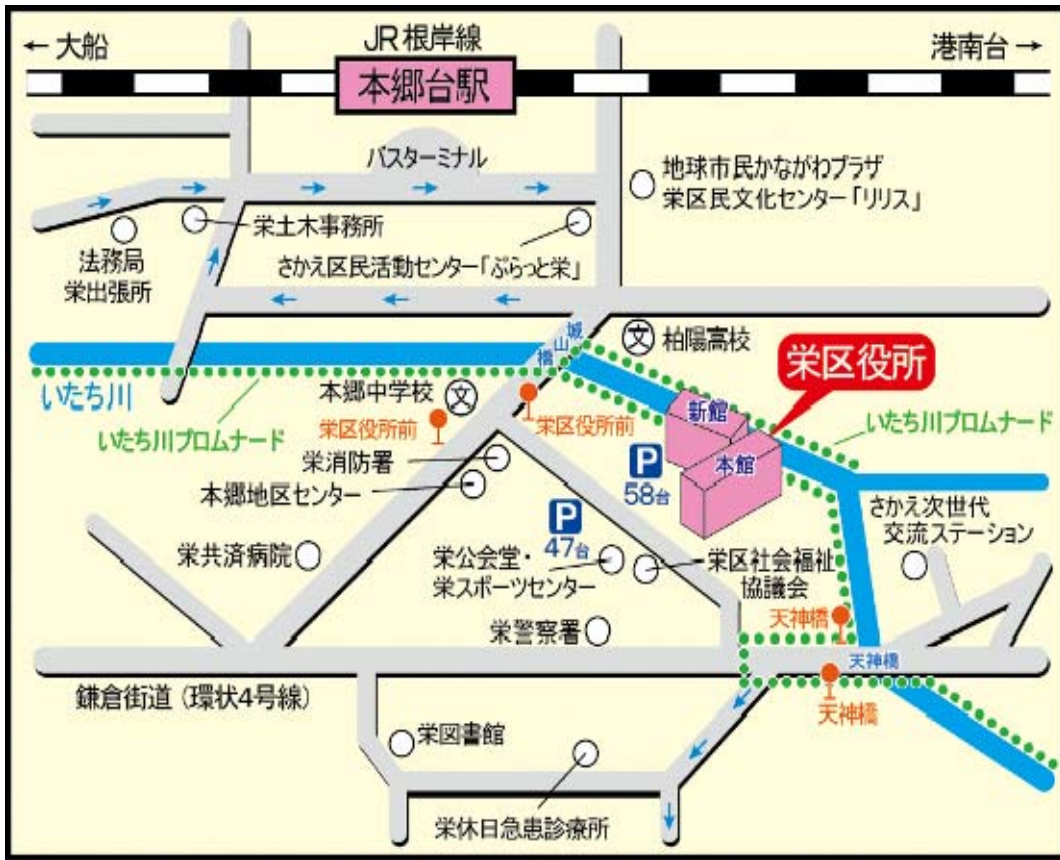 ← 大船
JR根岸線
港南台 →
本郷台駅
バスターミナル
地球市民かながわプラザ
栄区民文化センター「リリス」
栄土木事務所
法務局
栄出張所
さかえ区民活動センター「ぷらっと栄」
城山橋
文
柏陽高校
栄区役所
いたち川
本郷中学校
文
新館
いたち川プロムナード
栄区役所前
栄区役所前
いたち川プロムナード
栄消防署
P
58台
本館
本郷地区センター
さかえ次世代
交流ステーション
P
47台
栄共済病院
栄公会堂・
栄スポーツセンター
栄区社会福祉
協議会
天神橋
栄警察署
天神橋
鎌倉街道(環状4号線)
天神橋
栄図書館
栄休日急患診療所